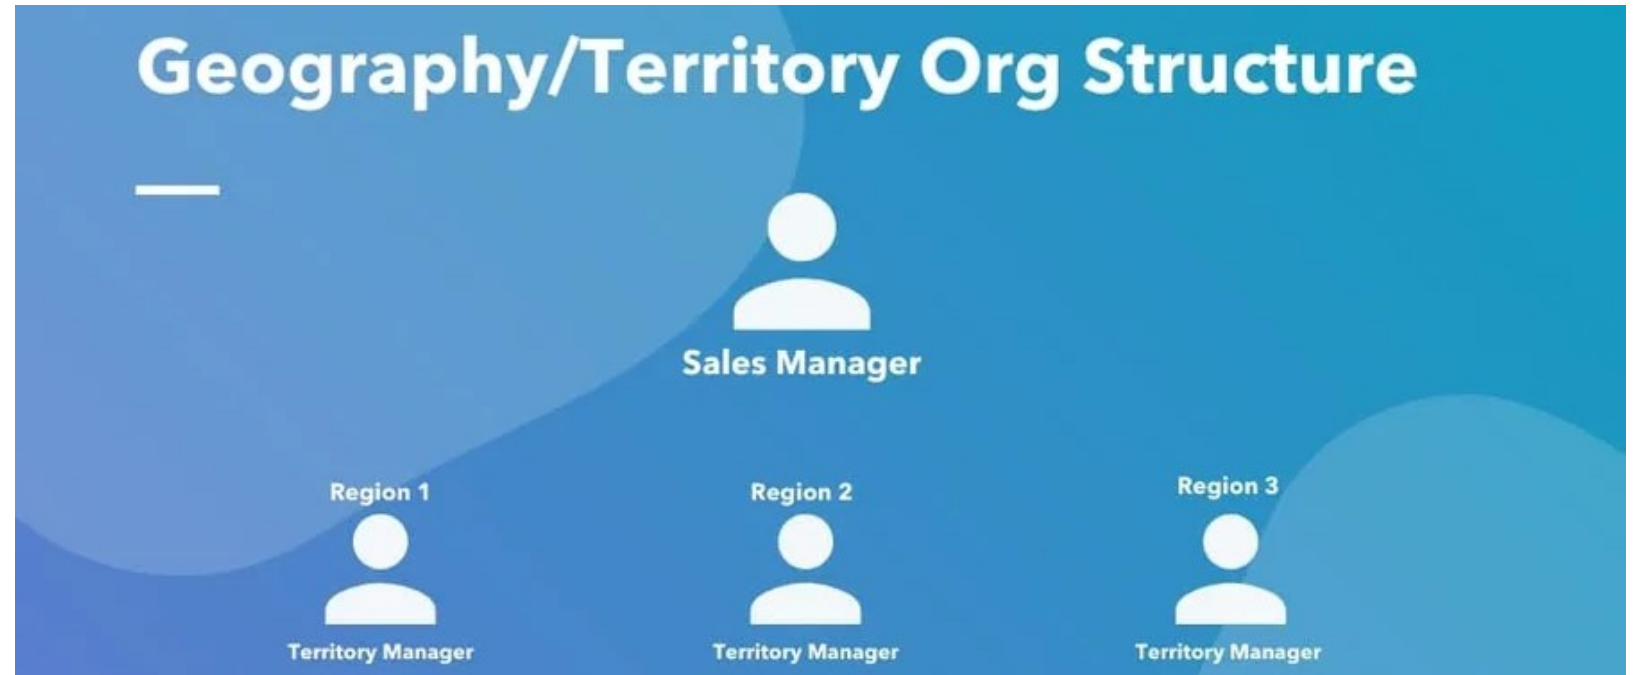 Geography/Territory Org Structure
Sales Manager
Region 1
Region 2
Region 3
Territory Manager
Territory Manager
Territory Manager